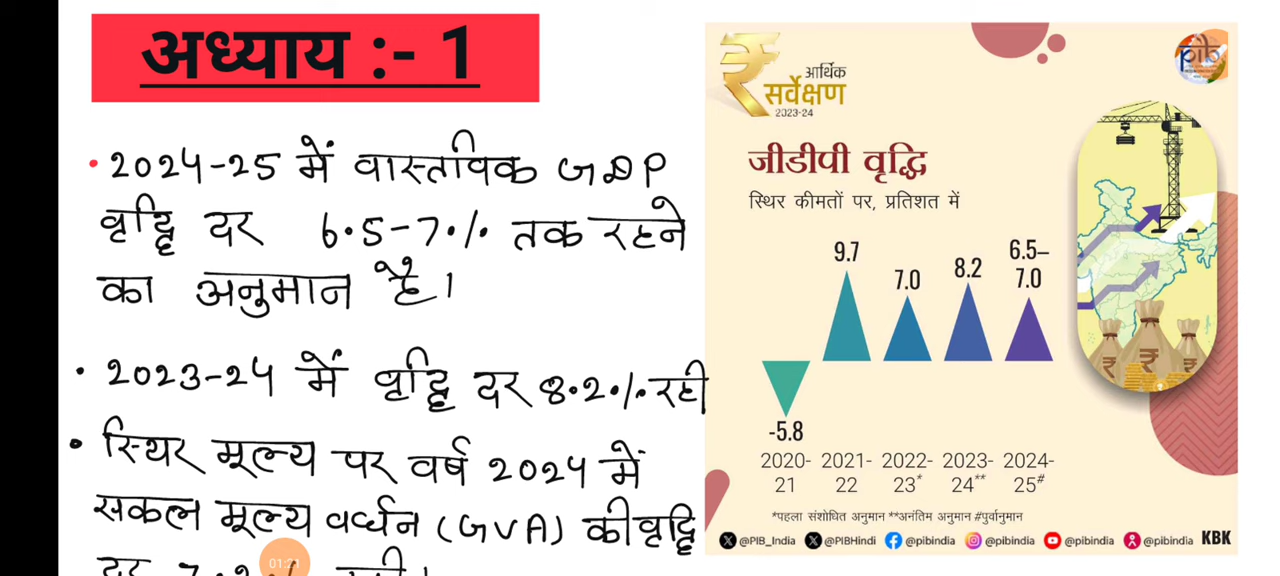 अध्याय :- 1
• 2024-25 में वास्तविक GDP
वृद्धि दर 6.5-7% तक रहने
का अनुमान है।
• 2023-24 में वृद्धि दर 8.2% रही
• स्थिर मूल्य पर वर्ष 2024 में
सकल मूल्य वर्धन (GVA) की वृद्धि
दर
01:21
आर्थिक
सर्वेक्षण
2023-24
pib
जीडीपी वृद्धि
स्थिर कीमतों पर, प्रतिशत में
9.7 7.0 8.2 6.5–7.0
-5.8
2020- 2021- 2022- 2023- 2024-
21 22 23* 24** 25#
*पहला संशोधित अनुमान **अनंतिम अनुमान #पुर्वानुमान
@PIB_India @PIBHindi @pibindia @pibindia @pibindia @pibindia KBK